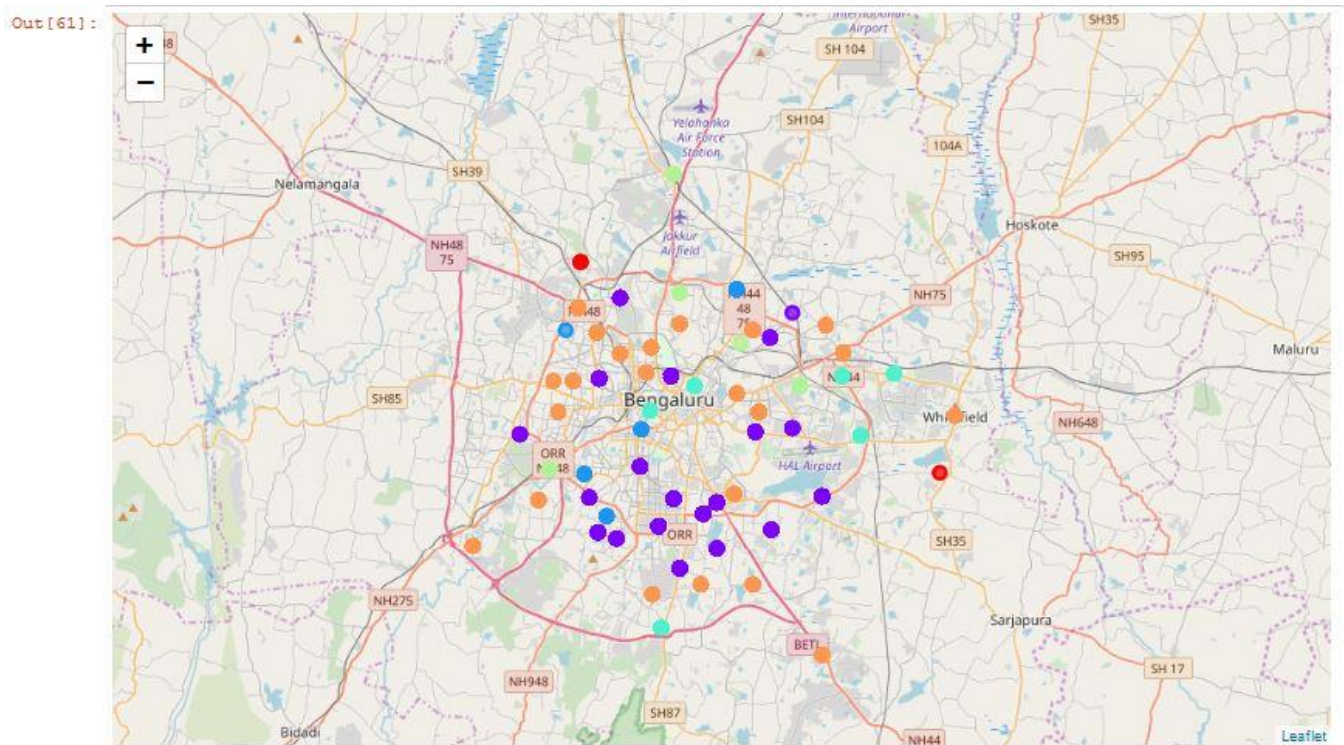 Out[61]:
+
−
International
Airport
SH35
SH 104
Yelahanka
Air Force
Station
SH104
104A
SH39
Nelamangala
Jakkur
Airfield
Hoskote
NH48
75
SH95
NH44
48
75
NH75
Maluru
SH85
Bengaluru
NH648
ORR
HAL Airport
ORR
SH35
NH275
Sarjapura
BETL
SH 17
NH948
SH87
Bidadi
NH44
Leaflet